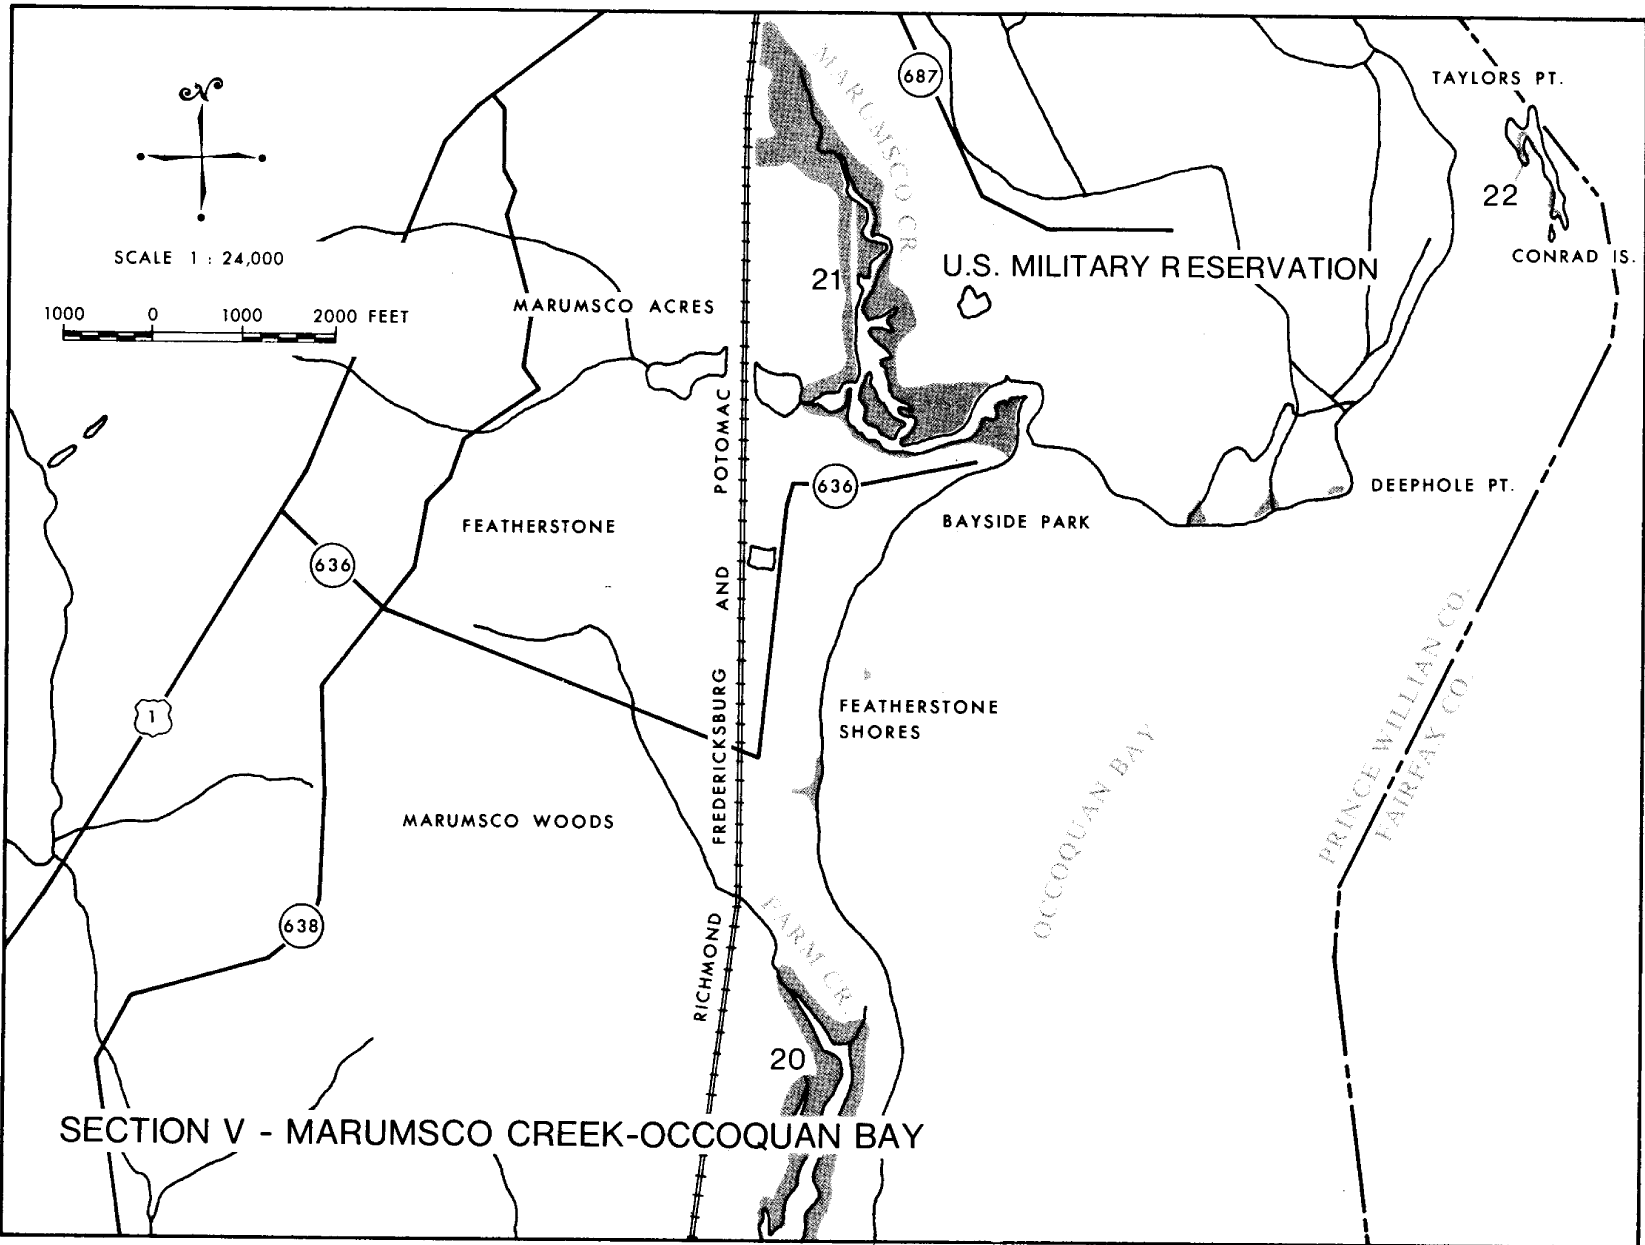 N
SCALE 1 : 24,000
1000 0 1000 2000 FEET
MARUMSCO ACRES
MARUMSCO CR
687
TAYLORS PT.
22
CONRAD IS.
21
U.S. MILITARY RESERVATION
636
DEEPHOLE PT.
BAYSIDE PARK
FEATHERSTONE
636
1
RICHMOND FREDERICKSBURG AND POTOMAC
FEATHERSTONE
SHORES
MARUMSCO WOODS
OCCOQUAN BAY
PRINCE WILLIAN CO.
FAIRFAX CO.
638
FARM CR.
20
SECTION V - MARUMSCO CREEK-OCCOQUAN BAY